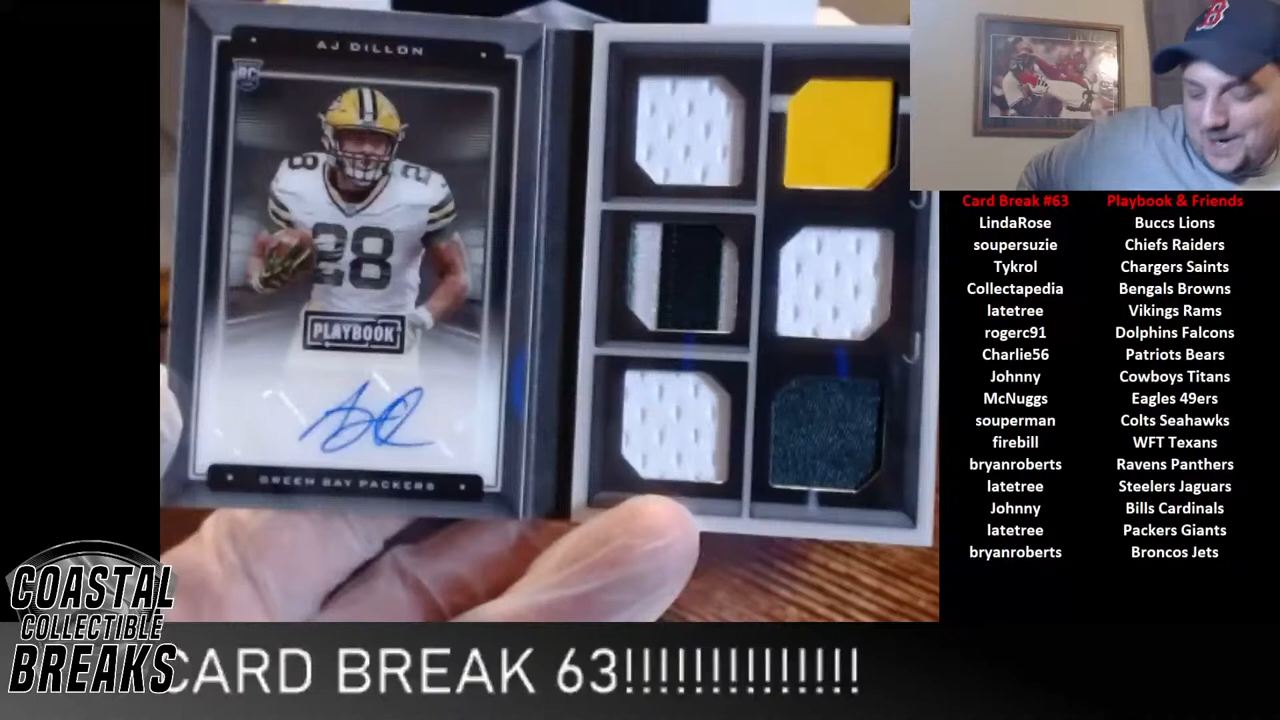 AJ DILLON
RC
28
28
28
PLAYBOOK
GREEN BAY PACKERS
B
Card Break #63 Playbook & Friends
LindaRose Buccs Lions
soupersuzie Chiefs Raiders
Tykrol Chargers Saints
Collectapedia Bengals Browns
latetree Vikings Rams
rogerc91 Dolphins Falcons
Charlie56 Patriots Bears
Johnny Cowboys Titans
McNuggs Eagles 49ers
souperman Colts Seahawks
firebill WFT Texans
bryanroberts Ravens Panthers
latetree Steelers Jaguars
Johnny Bills Cardinals
latetree Packers Giants
bryanroberts Broncos Jets
COASTAL
COLLECTIBLE
BREAKS
CARD BREAK 63!!!!!!!!!!!!!!